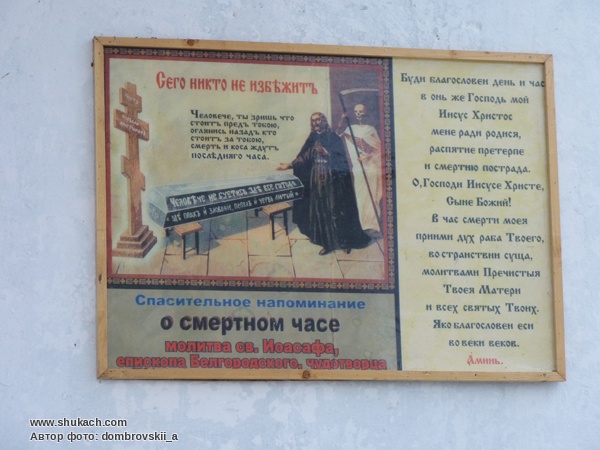 Сего никто не избѣжитъ
Человече, ты зришь что
стоитъ предъ тобою,
оглянись назадъ кто
стоитъ за тобою,
смерть и коса ждутъ
послѣдняго часа.
Спасительное напоминание
о смертном часе
молитва св. Иоасафа,
епископа Белгородского, чудотворца
Буди благословен день и час
в онь же Господь мой
Иисус Христос
мене ради родися,
распятие претерпе
и смертию пострада.
О, Господи Иисусе Христе,
Сыне Божий!
В час смерти моея
приими дух раба Твоего,
во странствии суща,
молитвами Пречистыя
Твоея Матери
и всех святых Твоих.
Яко благословен еси
во веки веков.
Аминь.
www.shukach.com
Автор фото: dombrovskii_a